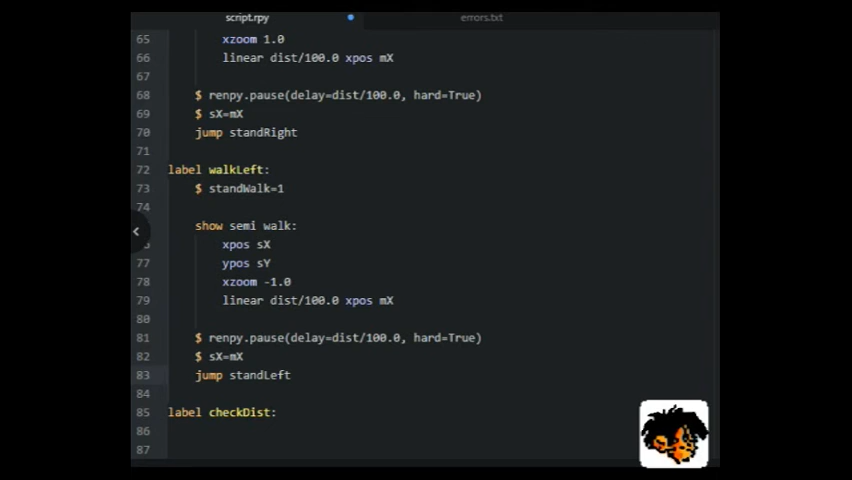 script.rpy
errors.txt
65 xzoom 1.0
66 linear dist/100.0 xpos mX
67
68 $ renpy.pause(delay=dist/100.0, hard=True)
69 $ sX=mX
70 jump standRight
71
72 label walkLeft:
73 $ standWalk=1
74
show semi walk:
xpos sX
77 ypos sY
78 xzoom -1.0
79 linear dist/100.0 xpos mX
80
81 $ renpy.pause(delay=dist/100.0, hard=True)
82 $ sX=mX
83 jump standLeft
84
85 label checkDist:
86
87